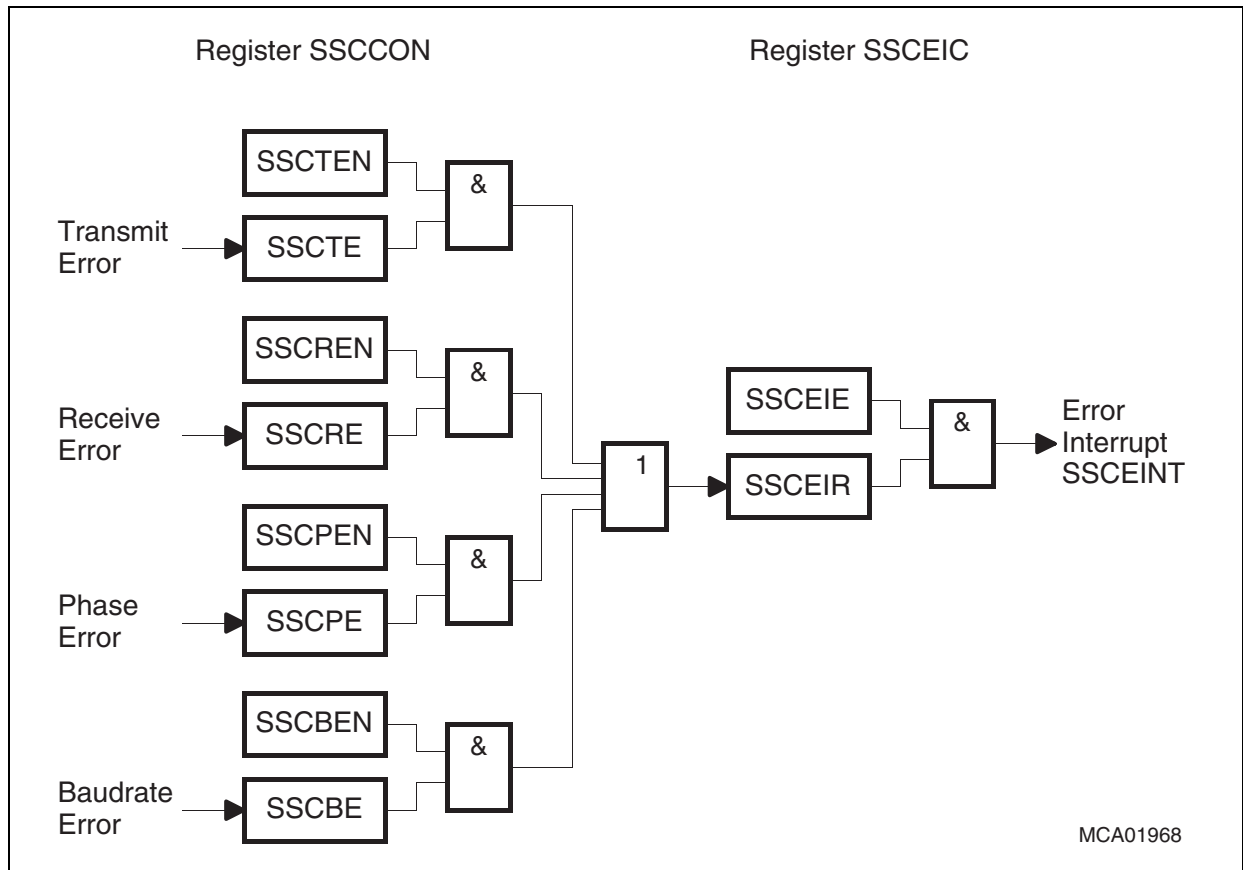 Register SSCCON
Register SSCEIC
SSCTEN
&
Transmit
Error
SSCTE
SSCREN
&
Receive
Error
SSCRE
SSCEIE
&
Error
Interrupt
SSCEINT
1
SSCEIR
SSCPEN
&
Phase
Error
SSCPE
SSCBEN
&
Baudrate
Error
SSCBE
MCA01968